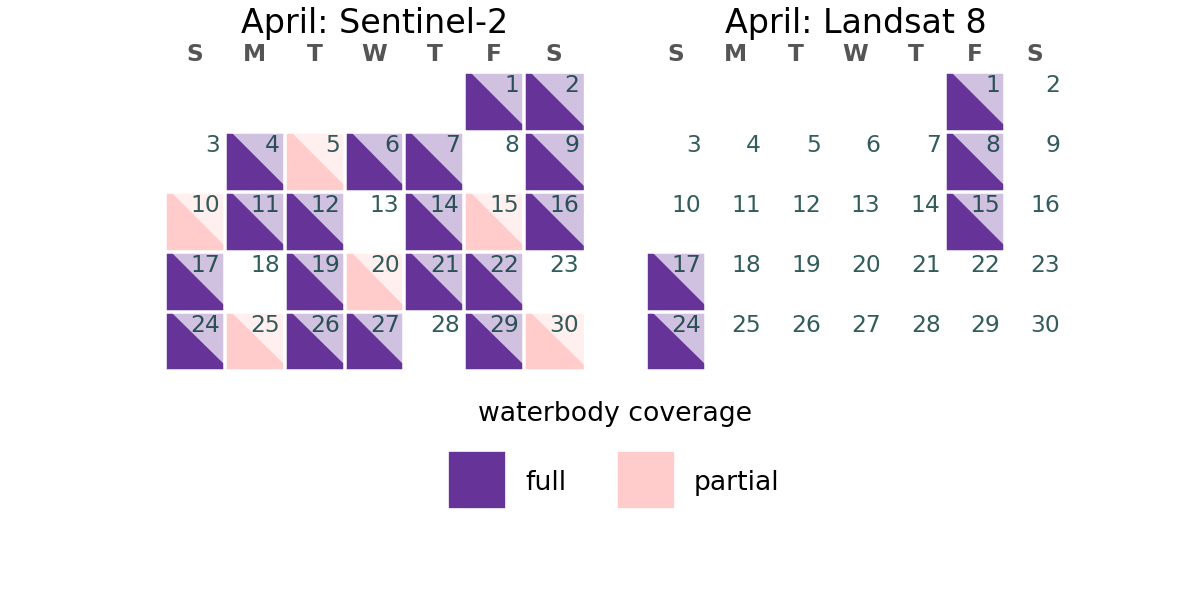 April: Sentinel-2
S M T W T F S
1 2
3 4 5 6 7 8 9
10 11 12 13 14 15 16
17 18 19 20 21 22 23
24 25 26 27 28 29 30
April: Landsat 8
S M T W T F S
1 2
3 4 5 6 7 8 9
10 11 12 13 14 15 16
17 18 19 20 21 22 23
24 25 26 27 28 29 30
waterbody coverage
full partial